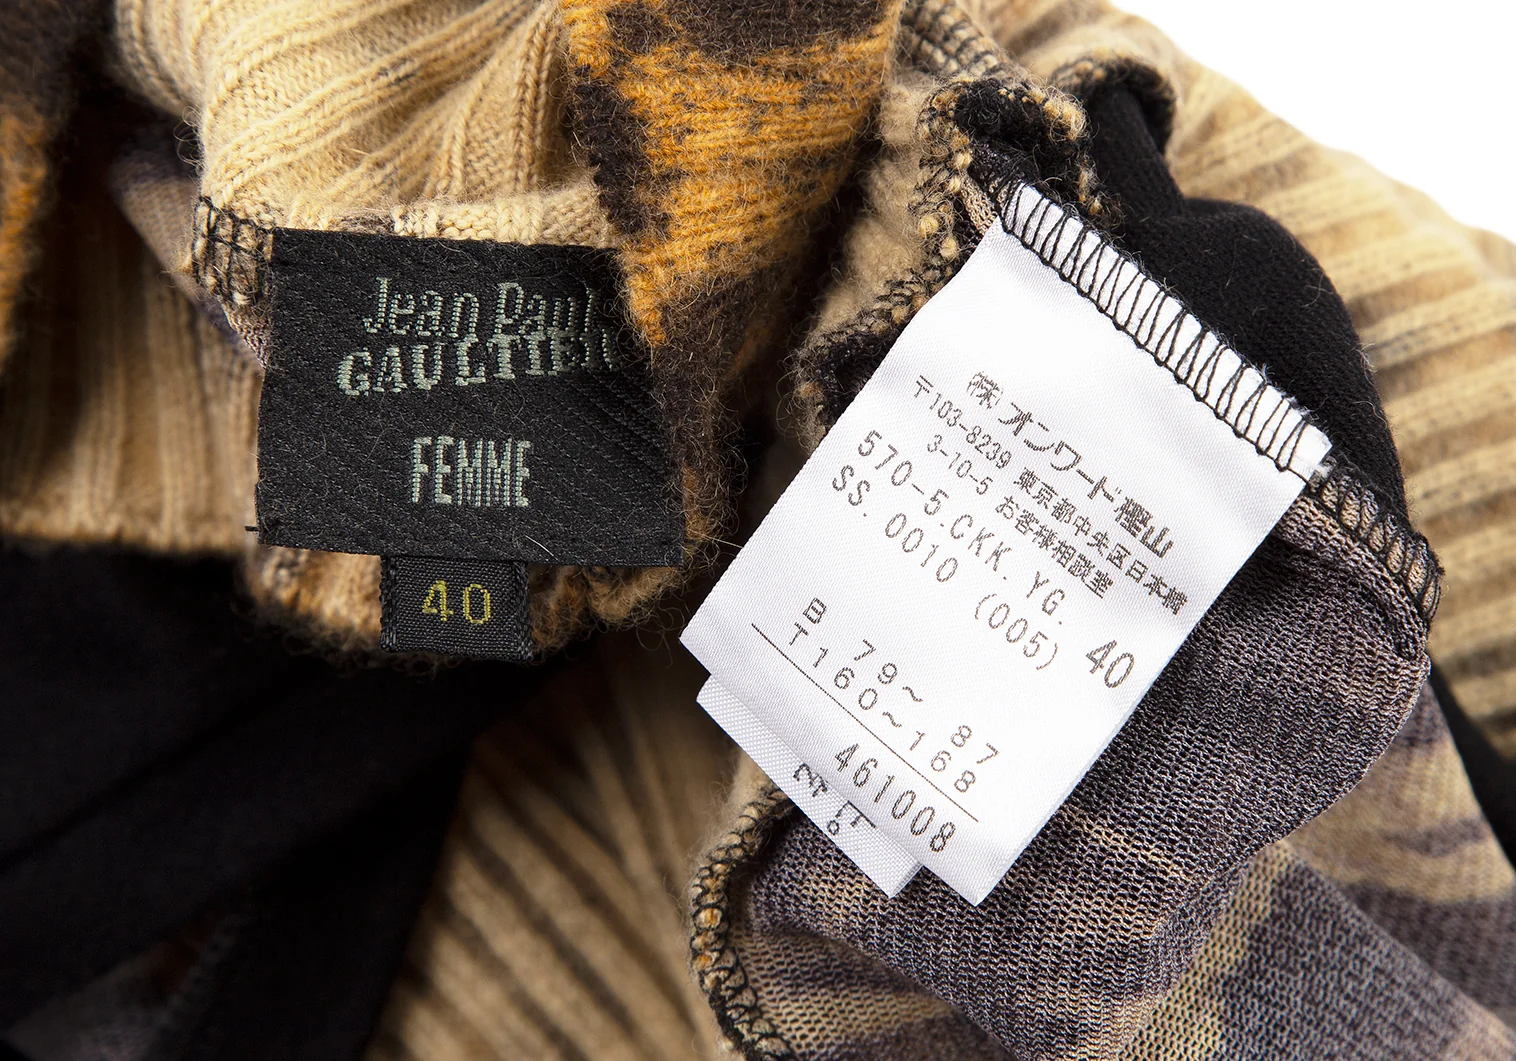 Jean Paul
GAULTIER
FEMME
40
(株)オンワード樫山
〒103-8239 東京都中央区日本橋
3-10-5 お客様相談室
570-5.CKK. YG. 40
SS. 0010 (005)
B 79~ 87
T160~168
461008